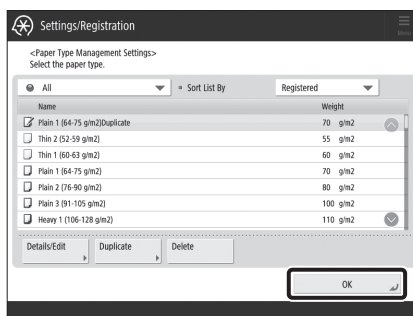 Settings/Registration
Menu
<Paper Type Management Settings>
Select the paper type.
All
Sort List By
Registered
Name Weight
Plain 1 (64-75 g/m2)Duplicate 70 g/m2
Thin 2 (52-59 g/m2) 55 g/m2
Thin 1 (60-63 g/m2) 60 g/m2
Plain 1 (64-75 g/m2) 70 g/m2
Plain 2 (76-90 g/m2) 80 g/m2
Plain 3 (91-105 g/m2) 100 g/m2
Heavy 1 (106-128 g/m2) 110 g/m2
Details/Edit Duplicate Delete
OK